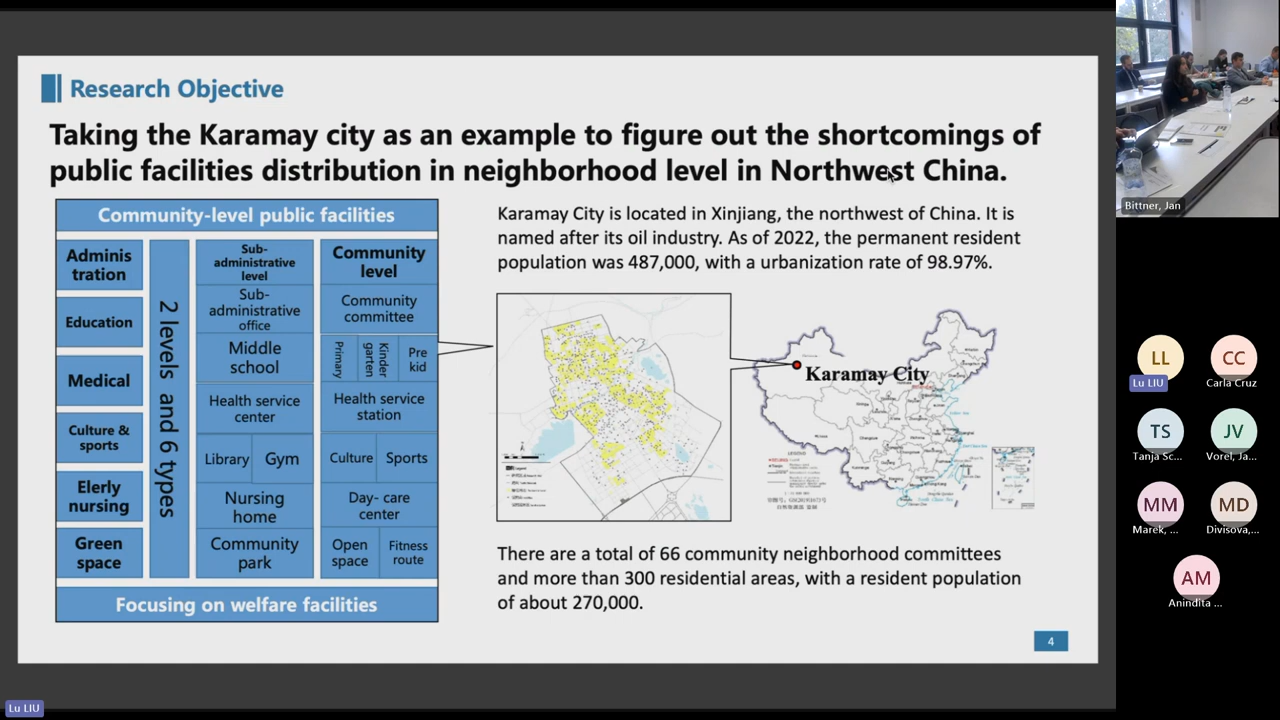 Research Objective
Taking the Karamay city as an example to figure out the shortcomings of
public facilities distribution in neighborhood level in Northwest China.
Community-level public facilities
Adminis
tration
Education
Medical
Culture &
sports
Elerly
nursing
Green
space
2 levels and 6 types
Sub-
administrative
level
Sub-
administrative
office
Middle
school
Health service
center
Library
Gym
Nursing
home
Community
park
Community
level
Community
committee
Primary
Kinder
garten
Pre
kid
Health service
station
Culture
Sports
Day- care
center
Open
space
Fitness
route
Focusing on welfare facilities
Karamay City is located in Xinjiang, the northwest of China. It is
named after its oil industry. As of 2022, the permanent resident
population was 487,000, with a urbanization rate of 98.97%.
Karamay City
There are a total of 66 community neighborhood committees
and more than 300 residential areas, with a resident population
of about 270,000.
4
Lu LIU
Bittner, Jan
LL
Lu LIU
CC
Carla Cruz
TS
Tanja Sc...
JV
Vorel, Ja...
MM
Marek, ...
MD
Divisova,...
AM
Anindita ...